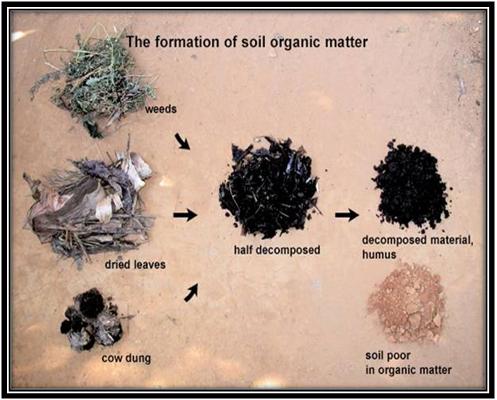 The formation of soil organic matter
weeds
dried leaves
cow dung
half decomposed
decomposed material,
humus
soil poor
in organic matter